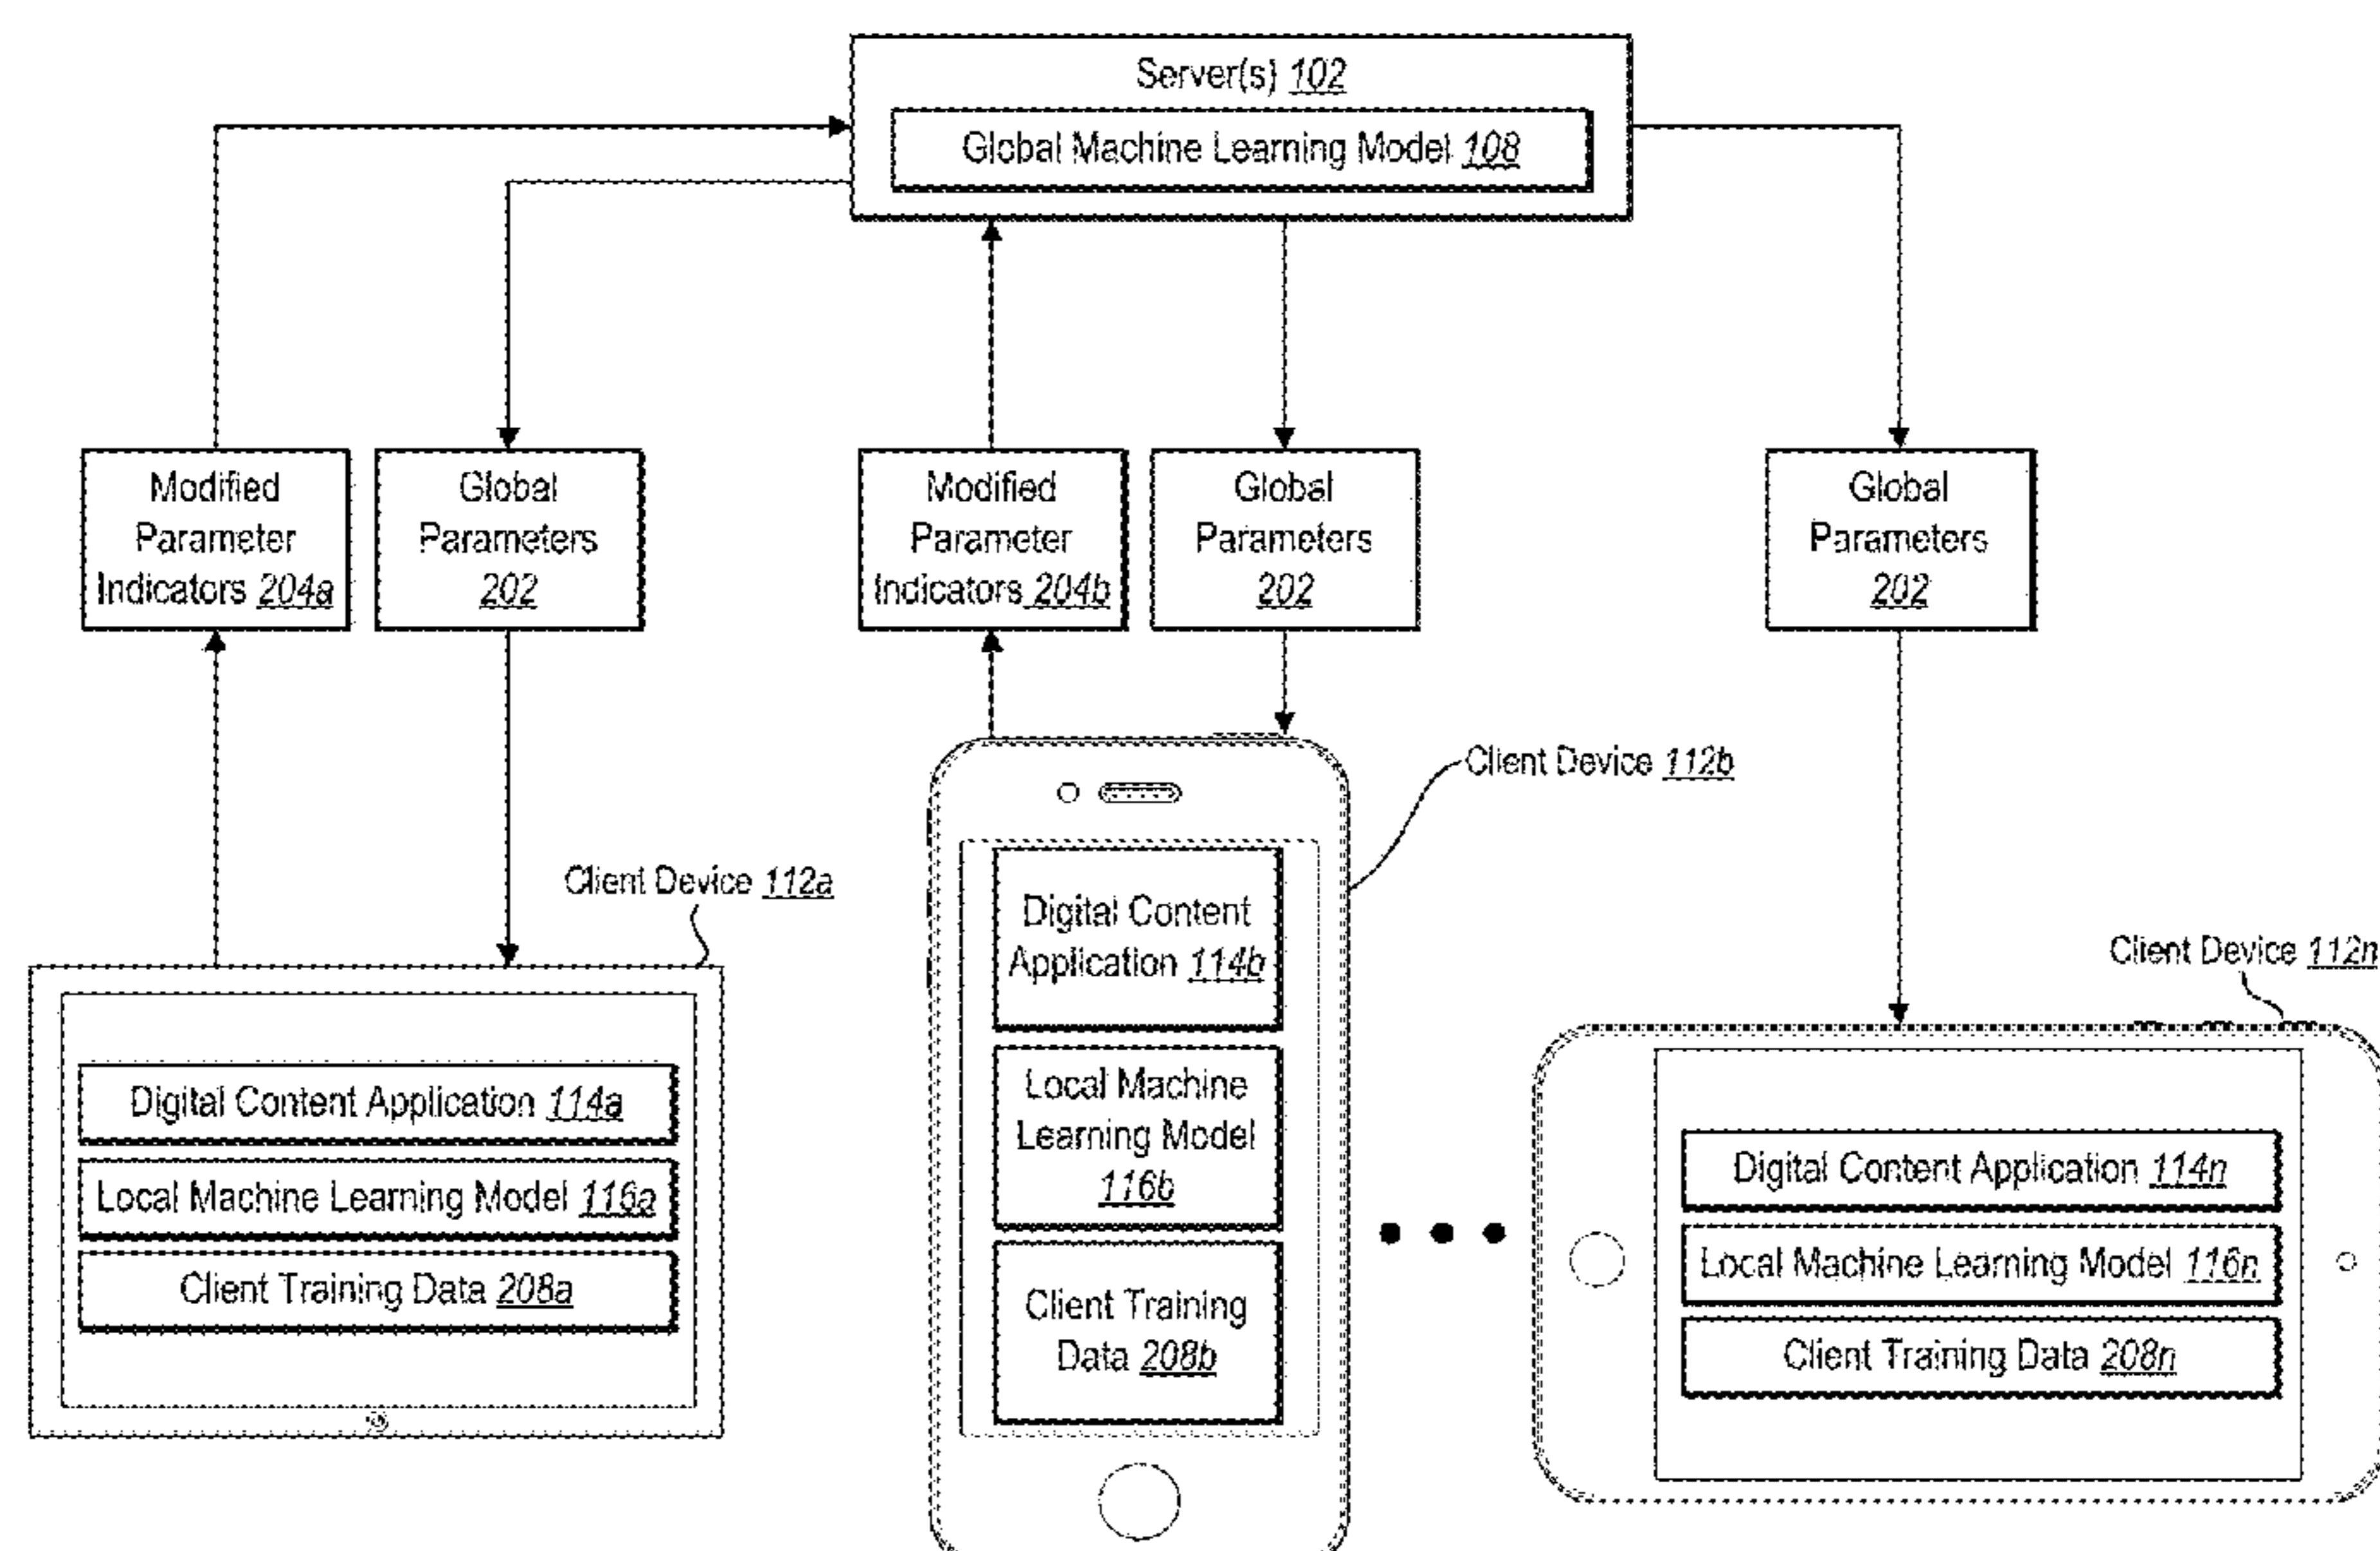 Server(s) 102
Global Machine Learning Model 108
Modified
Parameter
Indicators 204a
Global
Parameters
202
Modified
Parameter
Indicators 204b
Global
Parameters
202
Global
Parameters
202
Client Device 112a
Digital Content Application 114a
Local Machine Learning Model 116a
Client Training Data 208a
Client Device 112b
Digital Content
Application 114b
Local Machine
Learning Model
116b
Client Training
Data 208b
Client Device 112n
Digital Content Application 114n
Local Machine Learning Model 116n
Client Training Data 208n